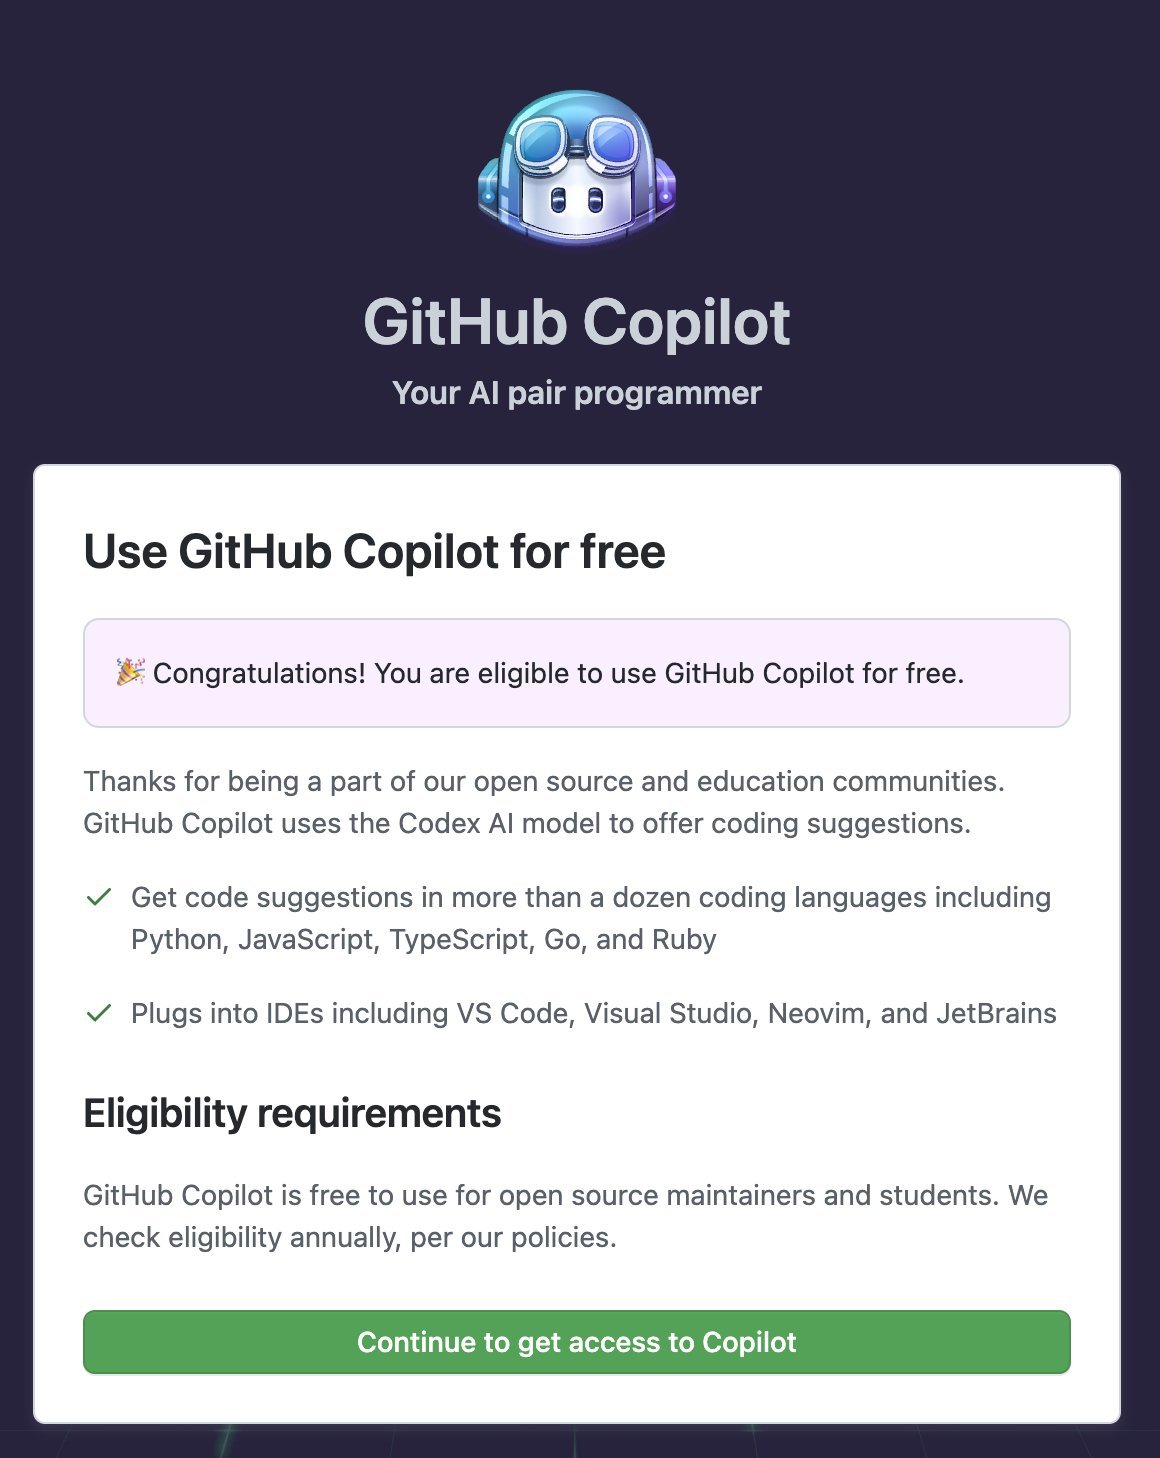 GitHub Copilot
Your AI pair programmer
Use GitHub Copilot for free
🎉 Congratulations! You are eligible to use GitHub Copilot for free.
Thanks for being a part of our open source and education communities.
GitHub Copilot uses the Codex AI model to offer coding suggestions.
Get code suggestions in more than a dozen coding languages including
Python, JavaScript, TypeScript, Go, and Ruby
Plugs into IDEs including VS Code, Visual Studio, Neovim, and JetBrains
Eligibility requirements
GitHub Copilot is free to use for open source maintainers and students. We
check eligibility annually, per our policies.
Continue to get access to Copilot